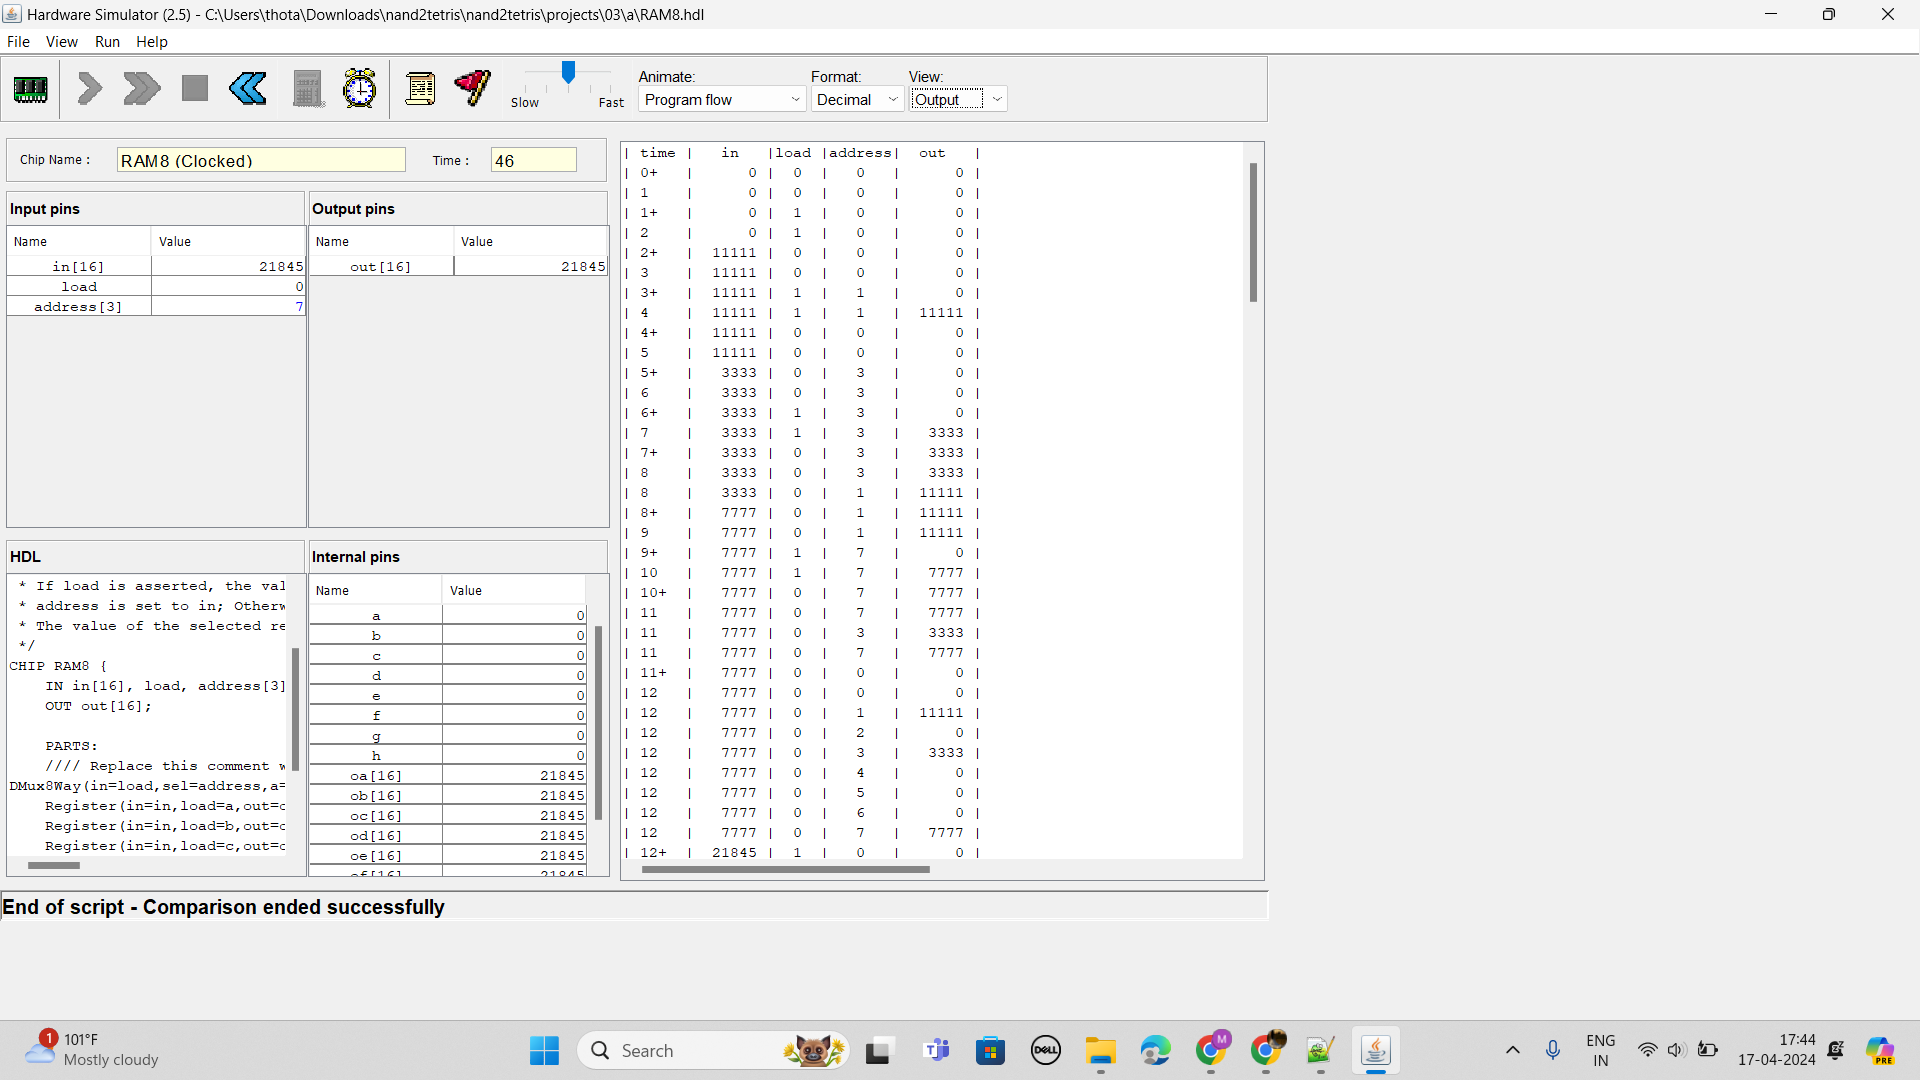 Hardware Simulator (2.5) - C:\Users\thota\Downloads\nand2tetris\nand2tetris\projects\03\a\RAM8.hdl
File View Run Help
Slow Fast
Animate: Format: View:
Program flow Decimal Output
Chip Name : RAM8 (Clocked) Time : 46
Input pins
Name Value
in[16] 21845
load 0
address[3] 7
Output pins
Name Value
out[16] 21845
HDL
* If load is asserted, the val
* address is set to in; Otherw
* The value of the selected re
*/
CHIP RAM8 {
IN in[16], load, address[3]
OUT out[16];
PARTS:
//// Replace this comment w
DMux8Way(in=load,sel=address,a=
Register(in=in,load=a,out=o
Register(in=in,load=b,out=o
Register(in=in,load=c,out=o
Internal pins
Name Value
a 0
b 0
c 0
d 0
e 0
f 0
g 0
h 0
oa[16] 21845
ob[16] 21845
oc[16] 21845
od[16] 21845
oe[16] 21845
of[16] 21845
| time | in |load |address| out |
| 0+ | 0 | 0 | 0 | 0 |
| 1 | 0 | 0 | 0 | 0 |
| 1+ | 0 | 1 | 0 | 0 |
| 2 | 0 | 1 | 0 | 0 |
| 2+ | 11111 | 0 | 0 | 0 |
| 3 | 11111 | 0 | 0 | 0 |
| 3+ | 11111 | 1 | 1 | 0 |
| 4 | 11111 | 1 | 1 | 11111 |
| 4+ | 11111 | 0 | 0 | 0 |
| 5 | 11111 | 0 | 0 | 0 |
| 5+ | 3333 | 0 | 3 | 0 |
| 6 | 3333 | 0 | 3 | 0 |
| 6+ | 3333 | 1 | 3 | 0 |
| 7 | 3333 | 1 | 3 | 3333 |
| 7+ | 3333 | 0 | 3 | 3333 |
| 8 | 3333 | 0 | 3 | 3333 |
| 8 | 3333 | 0 | 1 | 11111 |
| 8+ | 7777 | 0 | 1 | 11111 |
| 9 | 7777 | 0 | 1 | 11111 |
| 9+ | 7777 | 1 | 7 | 0 |
| 10 | 7777 | 1 | 7 | 7777 |
| 10+ | 7777 | 0 | 7 | 7777 |
| 11 | 7777 | 0 | 7 | 7777 |
| 11 | 7777 | 0 | 3 | 3333 |
| 11 | 7777 | 0 | 7 | 7777 |
| 11+ | 7777 | 0 | 0 | 0 |
| 12 | 7777 | 0 | 0 | 0 |
| 12 | 7777 | 0 | 1 | 11111 |
| 12 | 7777 | 0 | 2 | 0 |
| 12 | 7777 | 0 | 3 | 3333 |
| 12 | 7777 | 0 | 4 | 0 |
| 12 | 7777 | 0 | 5 | 0 |
| 12 | 7777 | 0 | 6 | 0 |
| 12 | 7777 | 0 | 7 | 7777 |
| 12+ | 21845 | 1 | 0 | 0 |
End of script - Comparison ended successfully
1
101°F
Mostly cloudy
Search
DELL
M
ENG
IN
17:44
17-04-2024
PRE